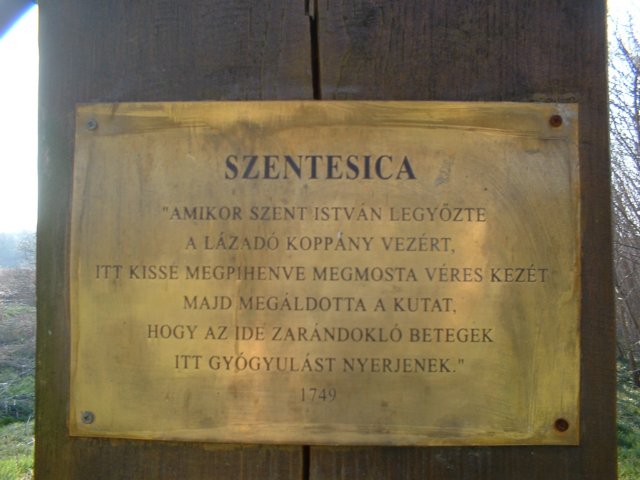 SZENTESICA
"AMIKOR SZENT ISTVÁN LEGYŐZTE
A LÁZADÓ KOPPÁNY VEZÉRT,
ITT KISSÉ MEGPIHENVE MEGMOSTA VÉRES KEZÉT
MAJD MEGÁLDOTTA A KUTAT,
HOGY AZ IDE ZARÁNDOKLÓ BETEGEK
ITT GYÓGYULÁST NYERJENEK."
1749